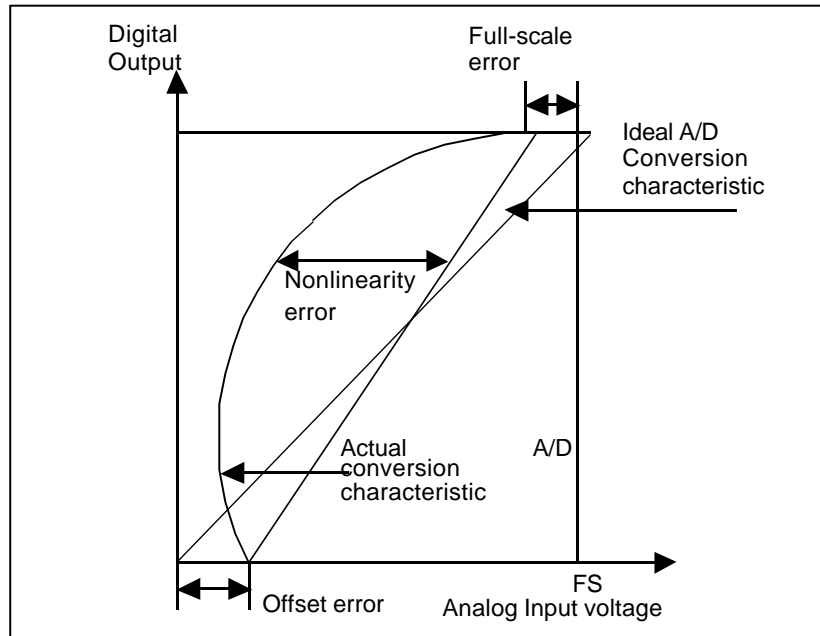 Digital
Output
Full-scale
error
Ideal A/D
Conversion
characteristic
Nonlinearity
error
Actual
conversion
characteristic
A/D
FS
Offset error
Analog Input voltage